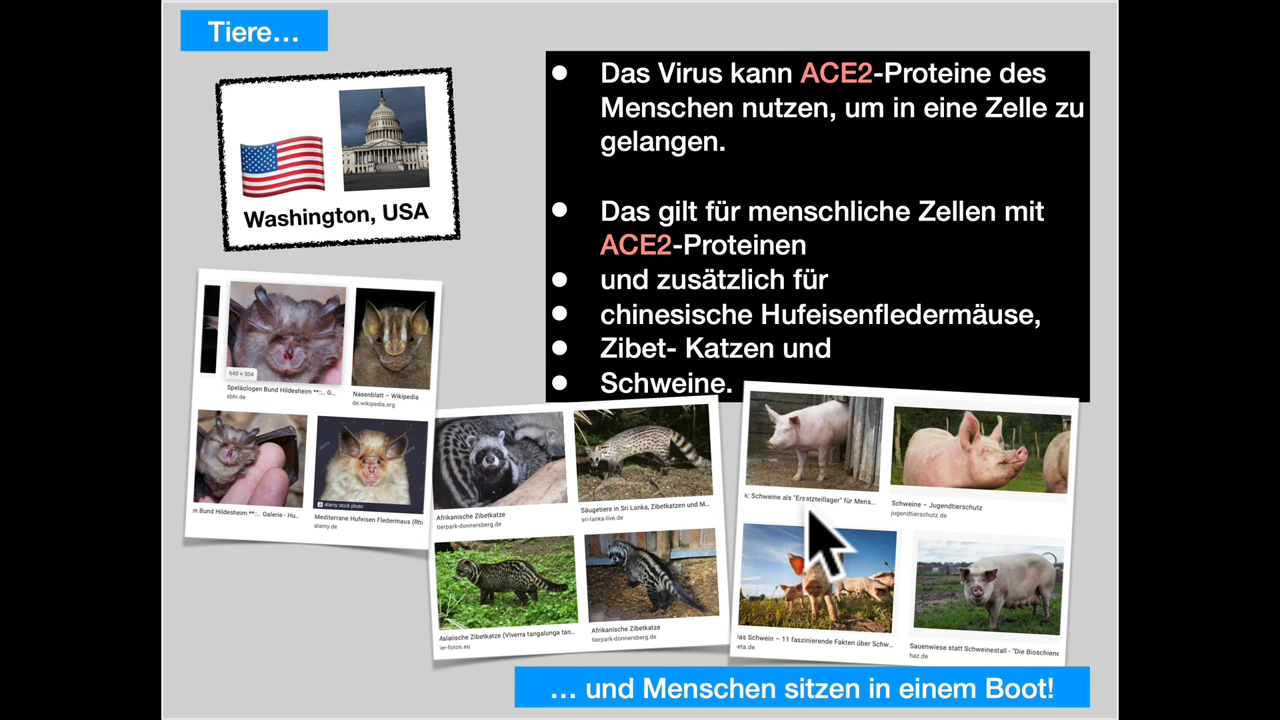 Tiere…
Washington, USA
Das Virus kann ACE2-Proteine des
Menschen nutzen, um in eine Zelle zu
gelangen.
Das gilt für menschliche Zellen mit
ACE2-Proteinen
und zusätzlich für
chinesische Hufeisenfledermäuse,
Zibet- Katzen und
Schweine.
640 × 504
Speläologen Bund Hildesheim **:... G...
sbhi.de
Nasenblatt – Wikipedia
de.wikipedia.org
n Bund Hildesheim **:... Galerie - Hu...
alamy stock photo
Mediterrane Hufeisen Fledermaus (Rhi
alamy.de
Afrikanische Zibetkatze
tierpark-donnersberg.de
Säugetiere in Sri Lanka, Zibetkatzen und M...
sri-lanka-live.de
Malaiische Zibetkatze (Viverra tangalunga tan...
ier-fotos.eu
Afrikanische Zibetkatze
tierpark-donnersberg.de
k: Schweine als "Ersatzteillager" für Mens...
Schweine – Jugendtierschutz
jugendtierschutz.de
Das Schwein – 11 faszinierende Fakten über Schw...
eta.de
Sauenwiese statt Schweinestall - "Die Bioschiene
haz.de
… und Menschen sitzen in einem Boot!